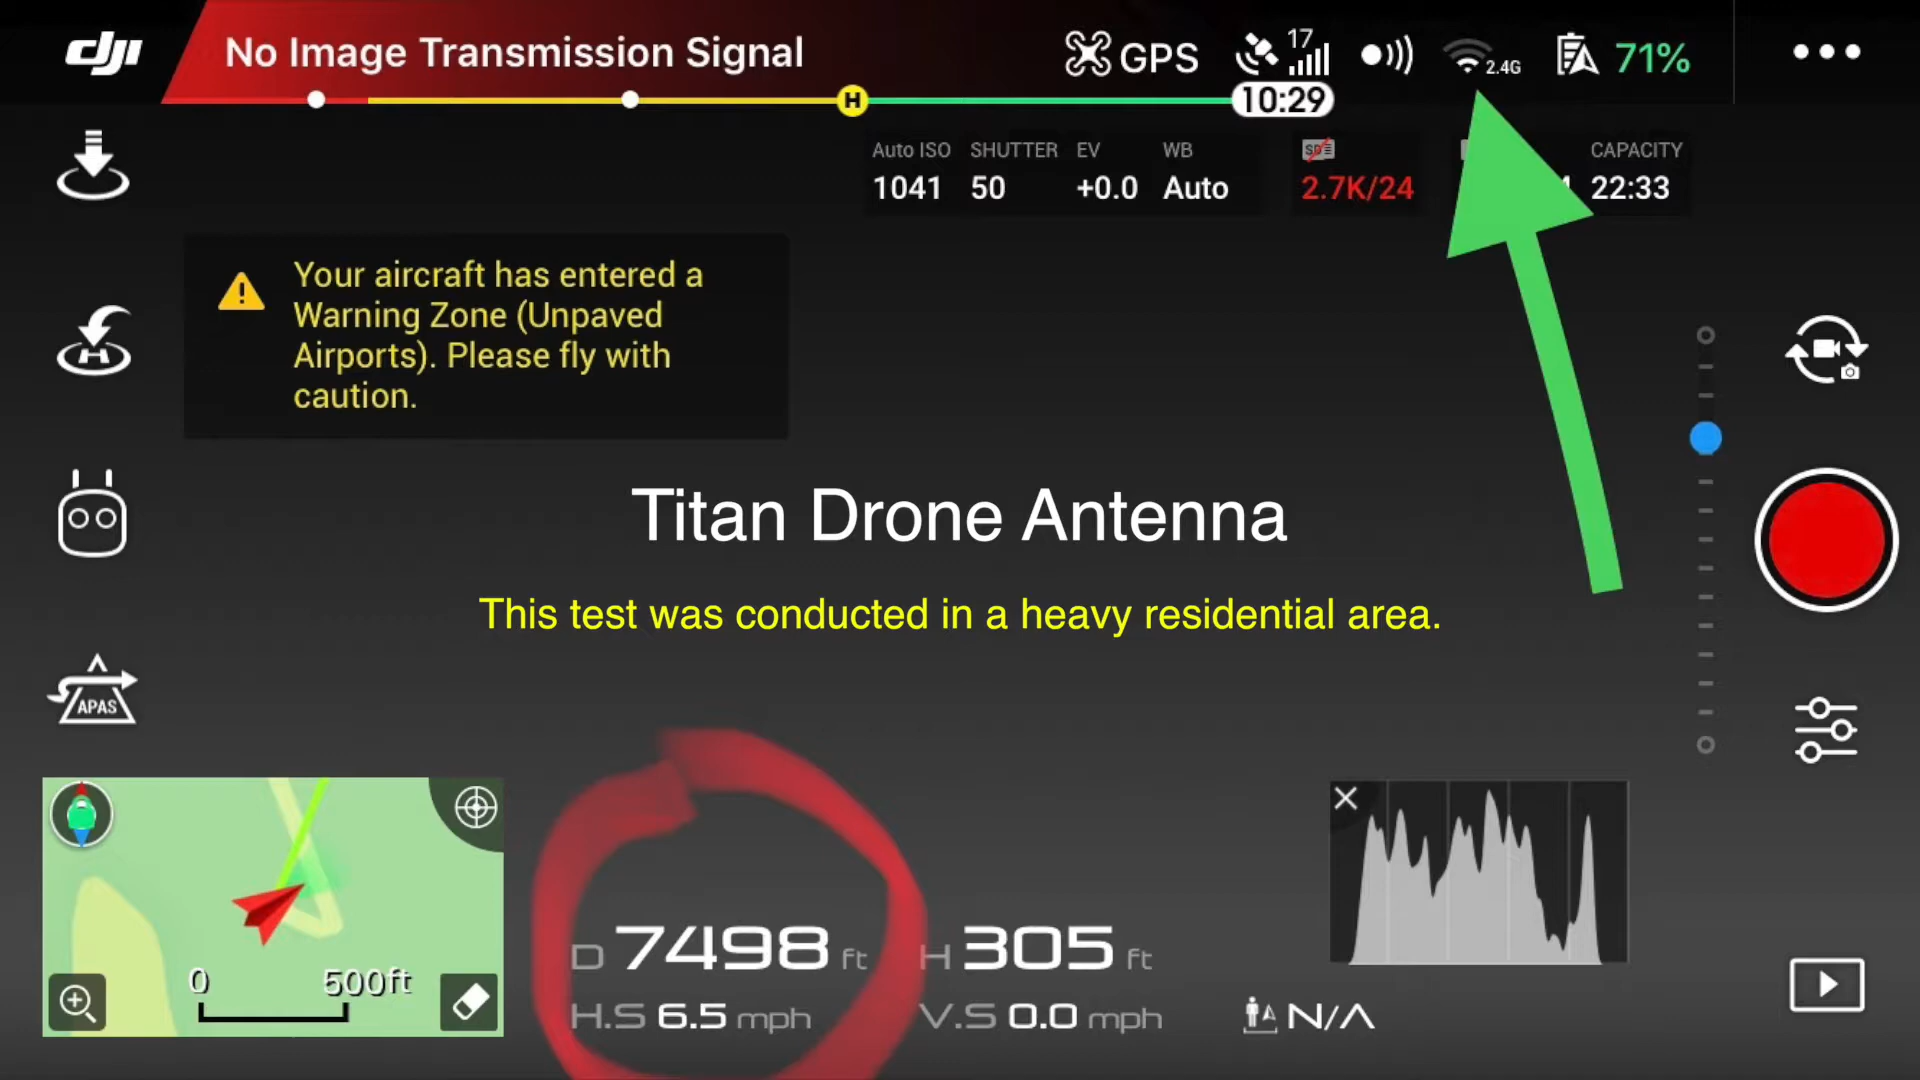 dji
No Image Transmission Signal
GPS
17
2.4G
71%
H
10:29
Auto ISO
SHUTTER
EV
WB
CAPACITY
1041
50
+0.0
Auto
2.7K/24
22:33
Your aircraft has entered a
Warning Zone (Unpaved
Airports). Please fly with
caution.
Titan Drone Antenna
This test was conducted in a heavy residential area.
APAS
0
500ft
D 7498 ft
H 305 ft
H.S 6.5 mph
V.S 0.0 mph
N/A